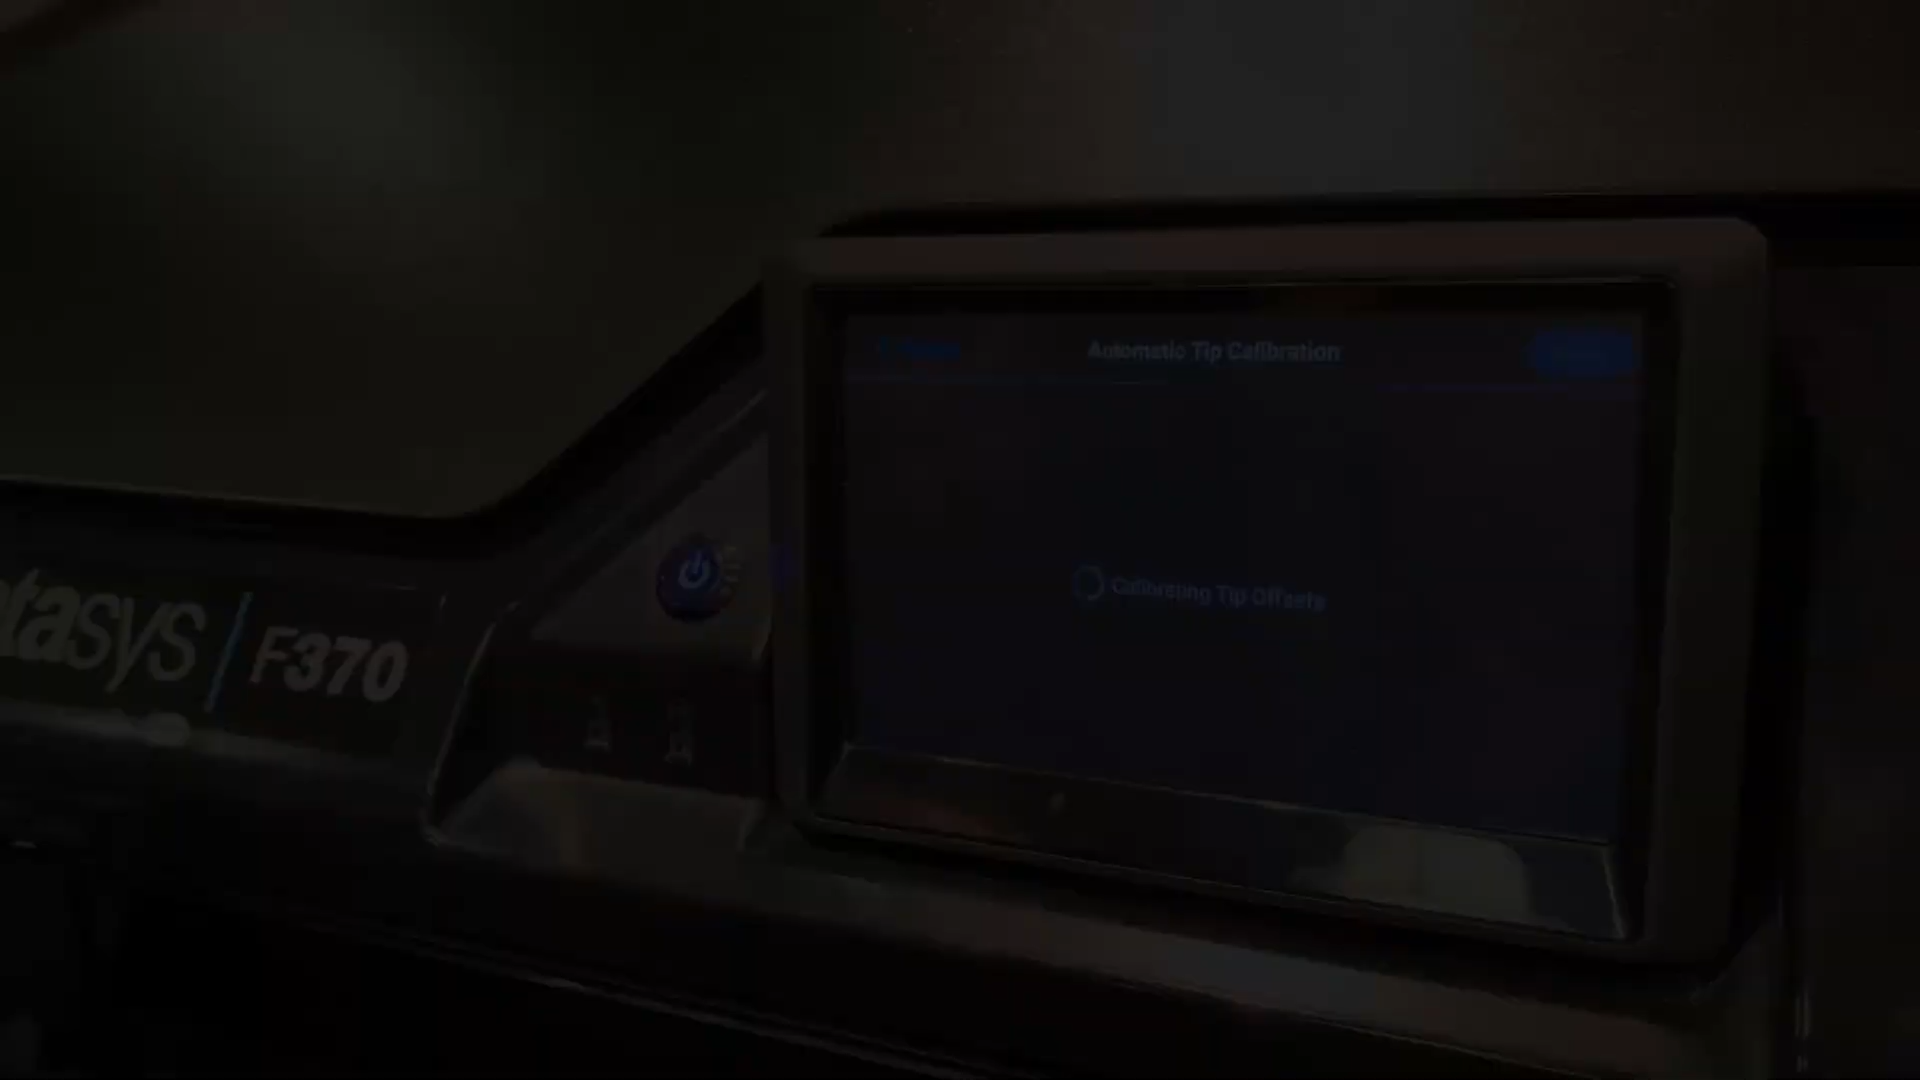 Automatic Tip Calibration
Calibrating Tip Offsets
tasys | F370